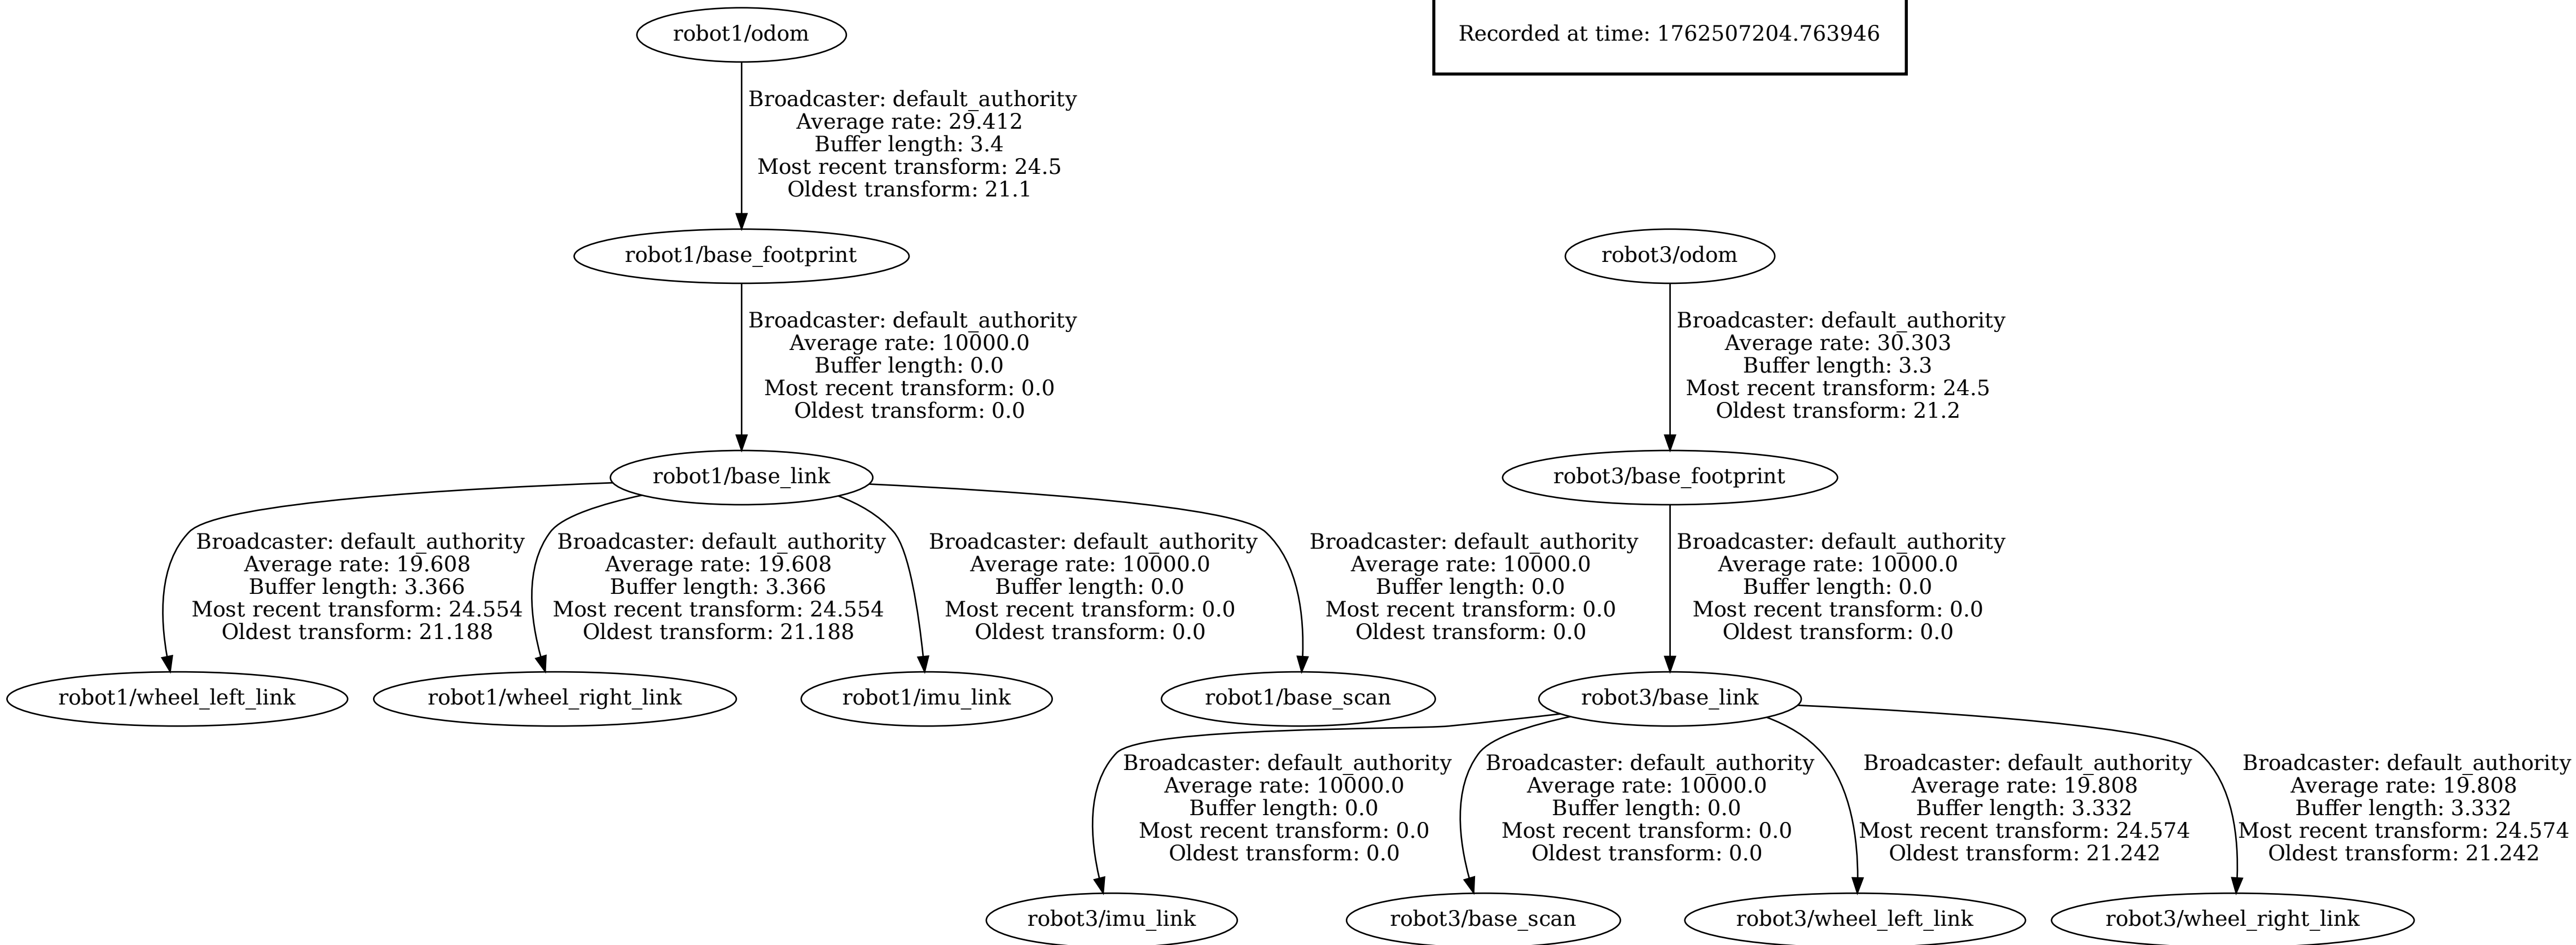 robot1/odom
Recorded at time: 1762507204.763946
Broadcaster: default_authority
Average rate: 29.412
Buffer length: 3.4
Most recent transform: 24.5
Oldest transform: 21.1
robot1/base_footprint
robot3/odom
Broadcaster: default_authority
Average rate: 10000.0
Buffer length: 0.0
Most recent transform: 0.0
Oldest transform: 0.0
Broadcaster: default_authority
Average rate: 30.303
Buffer length: 3.3
Most recent transform: 24.5
Oldest transform: 21.2
robot1/base_link
robot3/base_footprint
Broadcaster: default_authority
Average rate: 19.608
Buffer length: 3.366
Most recent transform: 24.554
Oldest transform: 21.188
Broadcaster: default_authority
Average rate: 19.608
Buffer length: 3.366
Most recent transform: 24.554
Oldest transform: 21.188
Broadcaster: default_authority
Average rate: 10000.0
Buffer length: 0.0
Most recent transform: 0.0
Oldest transform: 0.0
Broadcaster: default_authority
Average rate: 10000.0
Buffer length: 0.0
Most recent transform: 0.0
Oldest transform: 0.0
Broadcaster: default_authority
Average rate: 10000.0
Buffer length: 0.0
Most recent transform: 0.0
Oldest transform: 0.0
robot1/wheel_left_link
robot1/wheel_right_link
robot1/imu_link
robot1/base_scan
robot3/base_link
Broadcaster: default_authority
Average rate: 10000.0
Buffer length: 0.0
Most recent transform: 0.0
Oldest transform: 0.0
Broadcaster: default_authority
Average rate: 10000.0
Buffer length: 0.0
Most recent transform: 0.0
Oldest transform: 0.0
Broadcaster: default_authority
Average rate: 19.808
Buffer length: 3.332
Most recent transform: 24.574
Oldest transform: 21.242
Broadcaster: default_authority
Average rate: 19.808
Buffer length: 3.332
Most recent transform: 24.574
Oldest transform: 21.242
robot3/imu_link
robot3/base_scan
robot3/wheel_left_link
robot3/wheel_right_link